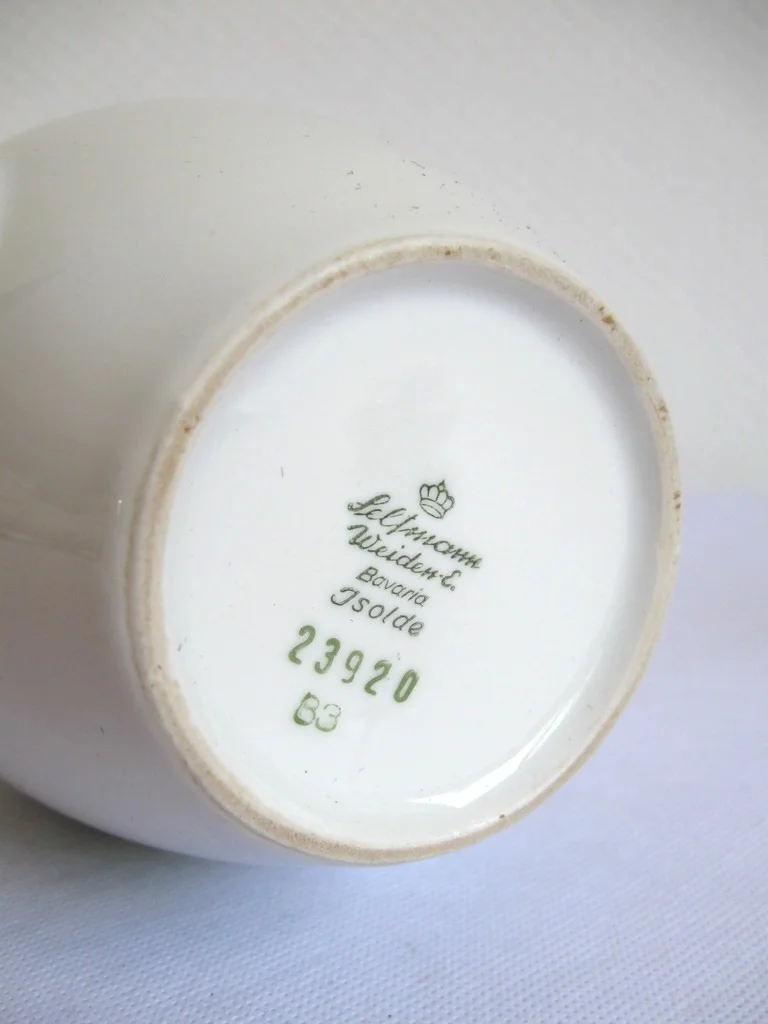 Seltmann
Weiden-E.
Bavaria
Isolde
23920
B3